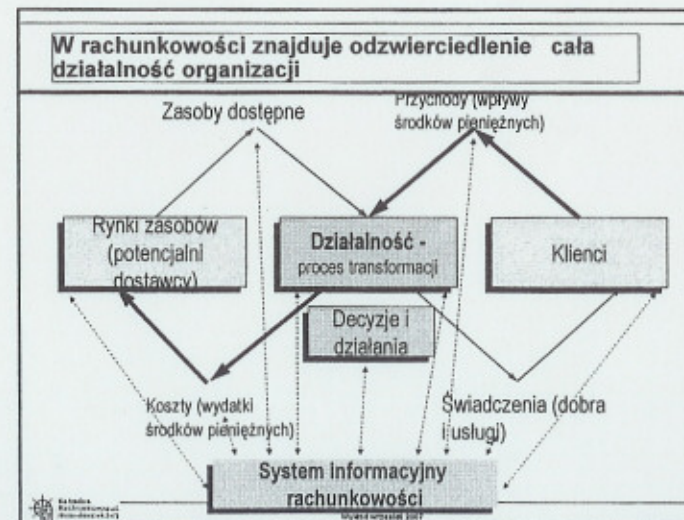 W rachunkowości znajduje odzwierciedlenie cała
działalność organizacji
Zasoby dostępne
Przychody (wpływy
środków pieniężnych)
Rynki zasobów
(potencjalni
dostawcy)
Działalność -
proces transformacji
Klienci
Decyzje i
działania
Koszty (wydatki
środków pieniężnych)
Świadczenia (dobra
i usługi)
System informacyjny
rachunkowości
Katedra